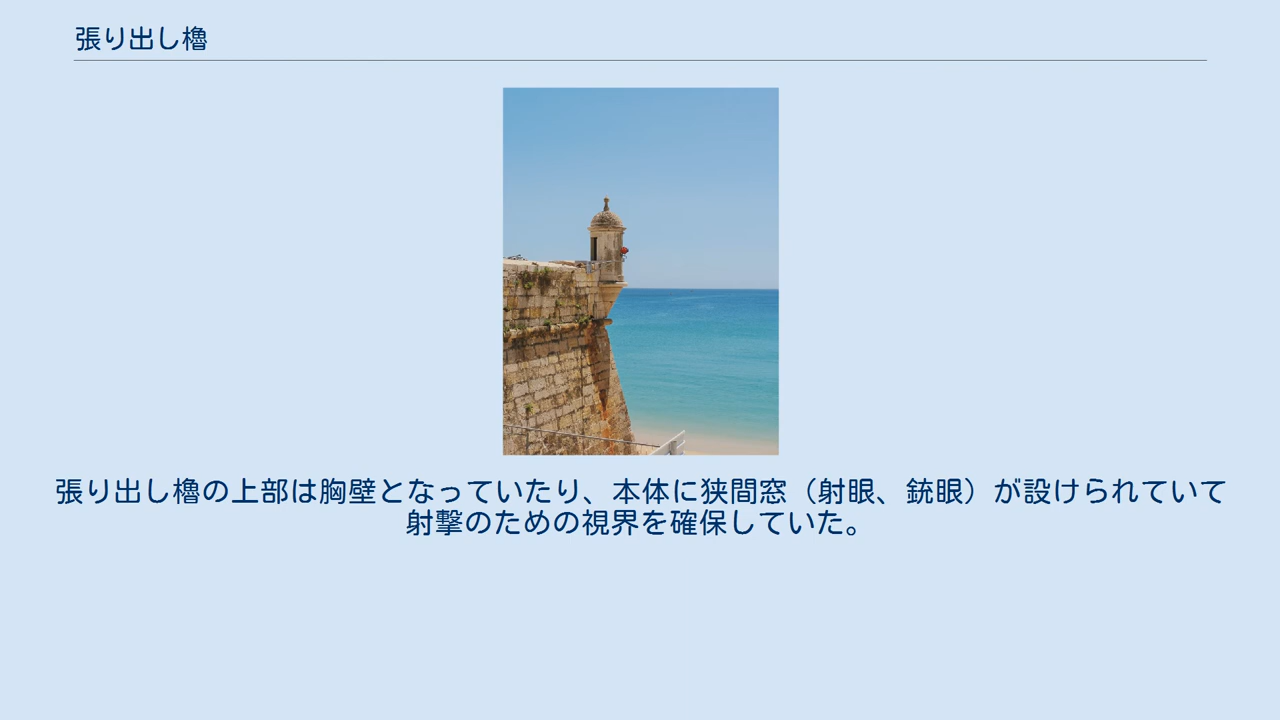 張り出し櫓
張り出し櫓の上部は胸壁となっていたり、本体に狭間窓（射眼、銃眼）が設けられていて
射撃のための視界を確保していた。